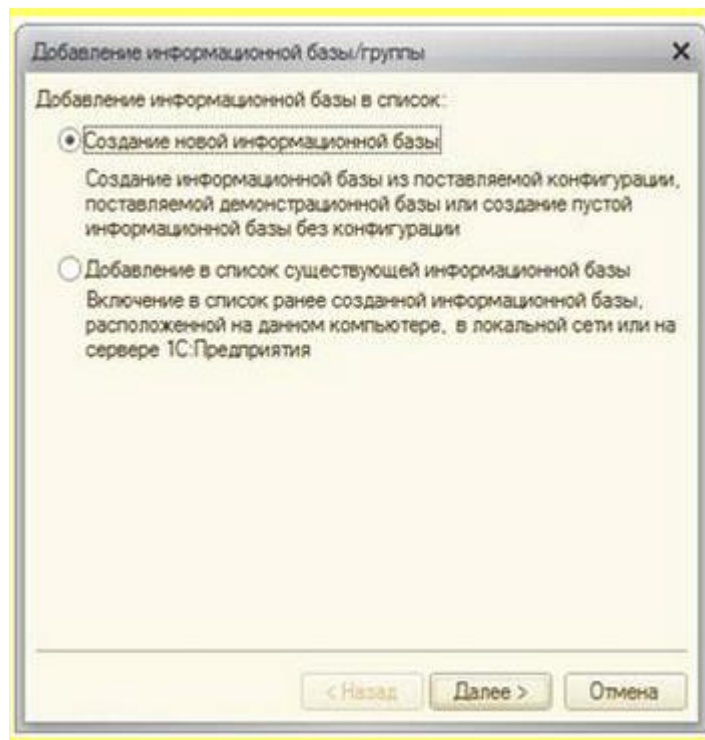 Добавление информационной базы/группы
Добавление информационной базы в список:
Создание новой информационной базы
Создание информационной базы из поставляемой конфигурации,
поставляемой демонстрационной базы или создание пустой
информационной базы без конфигурации
Добавление в список существующей информационной базы
Включение в список ранее созданной информационной базы,
расположенной на данном компьютере, в локальной сети или на
сервере 1С:Предприятия
< Назад Далее > Отмена